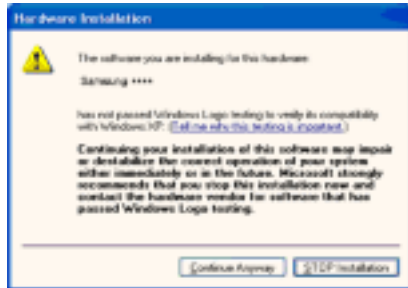 Hardware Installation
The software you are installing for this hardware:
Samsung ****
has not passed Windows Logo testing to verify its compatibility
with Windows XP. (Tell me why this testing is important.)
Continuing your installation of this software may impair
or destabilize the correct operation of your system
either immediately or in the future. Microsoft strongly
recommends that you stop this installation now and
contact the hardware vendor for software that has
passed Windows Logo testing.
Continue Anyway
STOP Installation